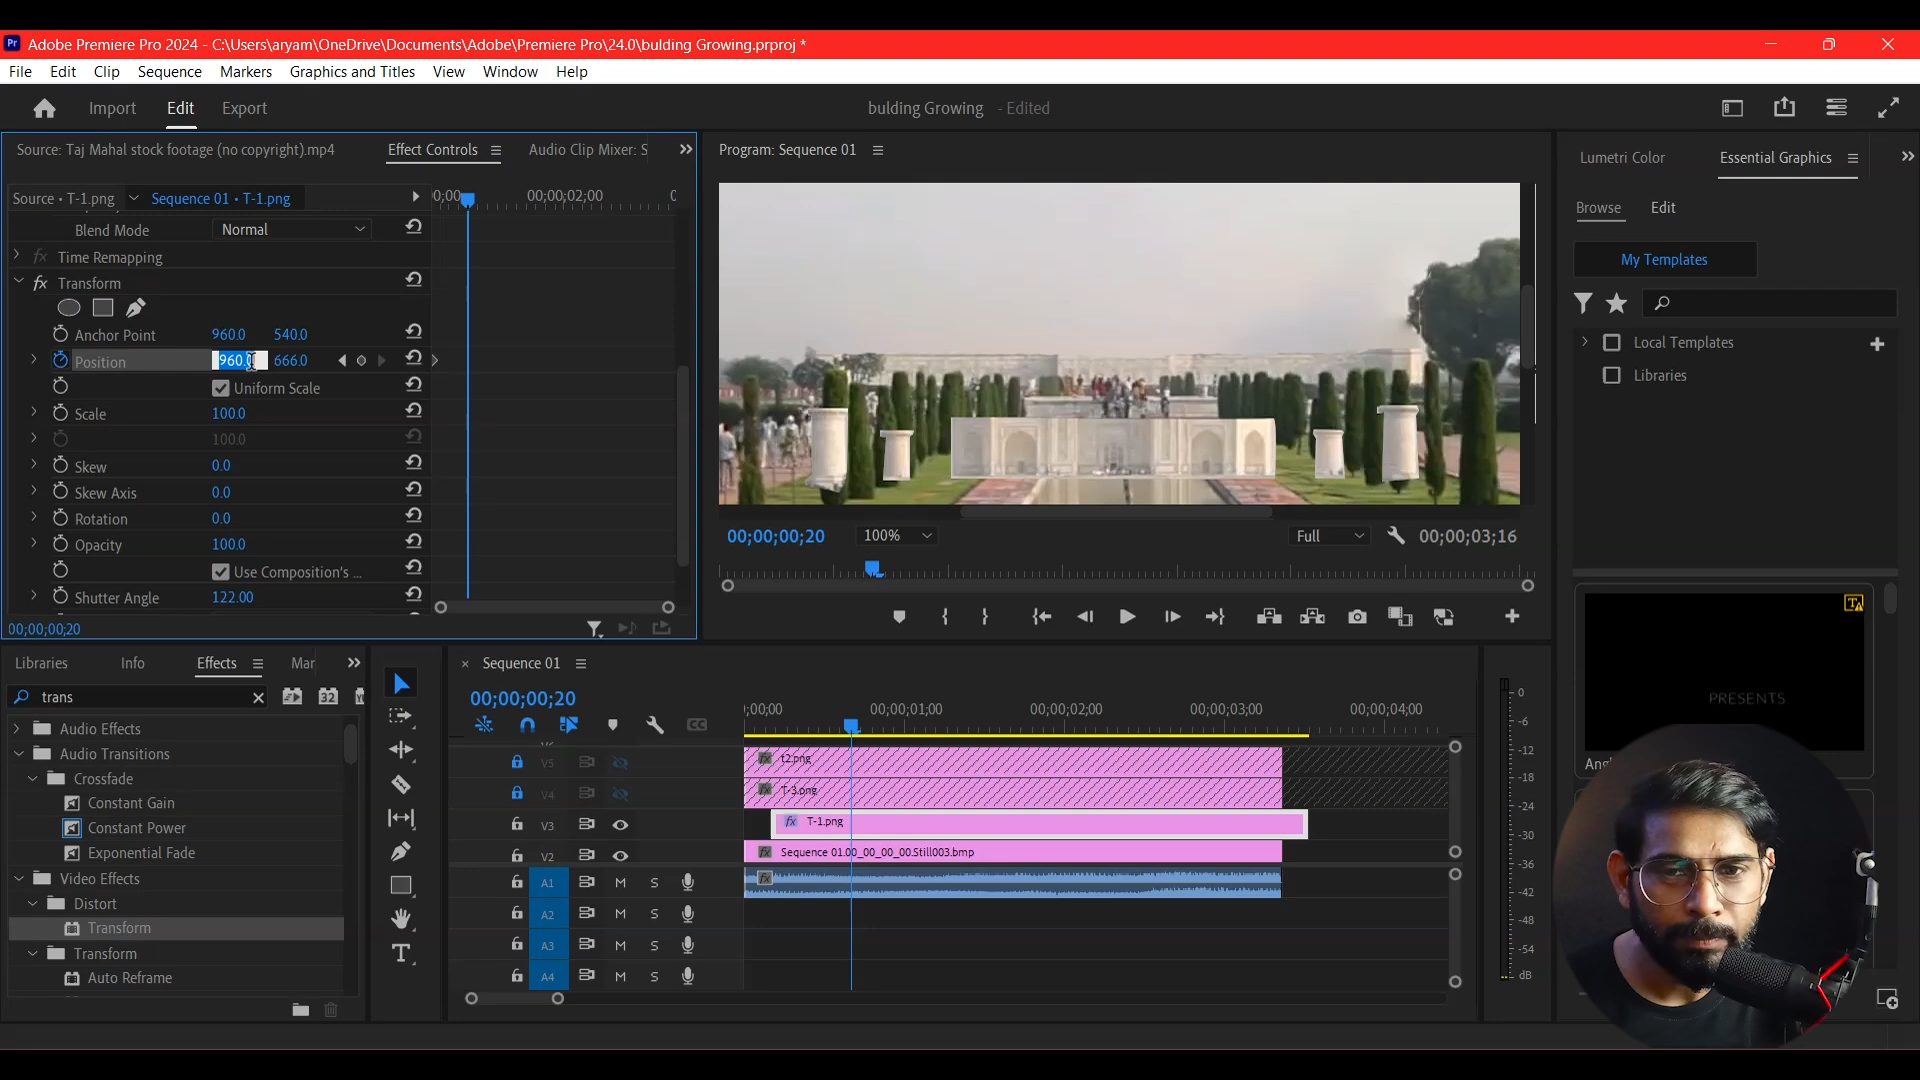 Pr Adobe Premiere Pro 2024 - C:\Users\aryam\OneDrive\Documents\Adobe\Premiere Pro\24.0\bulding Growing.prproj *
File Edit Clip Sequence Markers Graphics and Titles View Window Help
Import Edit Export bulding Growing - Edited
Source: Taj Mahal stock footage (no copyright).mp4 Effect Controls Audio Clip Mixer: S
Source • T-1.png Sequence 01 • T-1.png
00;00;02;00
Blend Mode Normal
fx Time Remapping
fx Transform
Anchor Point 960.0 540.0
Position 960.0 666.0
Uniform Scale
Scale 100.0
100.0
Skew 0.0
Skew Axis 0.0
Rotation 0.0
Opacity 100.0
Use Composition's ...
Shutter Angle 122.00
00;00;00;20
Program: Sequence 01
00;00;00;20 100% Full 00;00;03;16
Lumetri Color Essential Graphics
Browse Edit
My Templates
Local Templates
Libraries
PRESENTS
Angl
Libraries Info Effects Mar
trans 32
Audio Effects
Audio Transitions
Crossfade
Constant Gain
Constant Power
Exponential Fade
Video Effects
Distort
Transform
Transform
Auto Reframe
× Sequence 01
00;00;00;20
;00;00 00;00;01;00 00;00;02;00 00;00;03;00 00;00;04;00
V5 fx t2.png
V4 fx T-3.png
V3 fx T-1.png
V2 fx Sequence 01.00_00_00_00.Still003.bmp
A1 M S fx
A2 M S
A3 M S
A4 M S
0
-6
-12
-18
-24
-30
-36
-42
-48
-54
dB